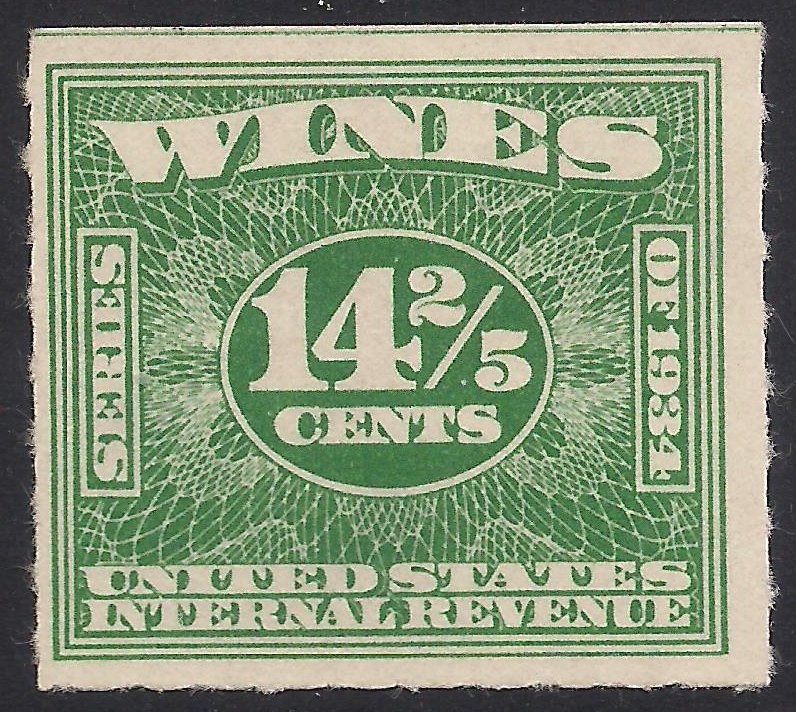 WINES
SERIES
OF 1934
14 2/5
CENTS
UNITED STATES
INTERNAL REVENUE